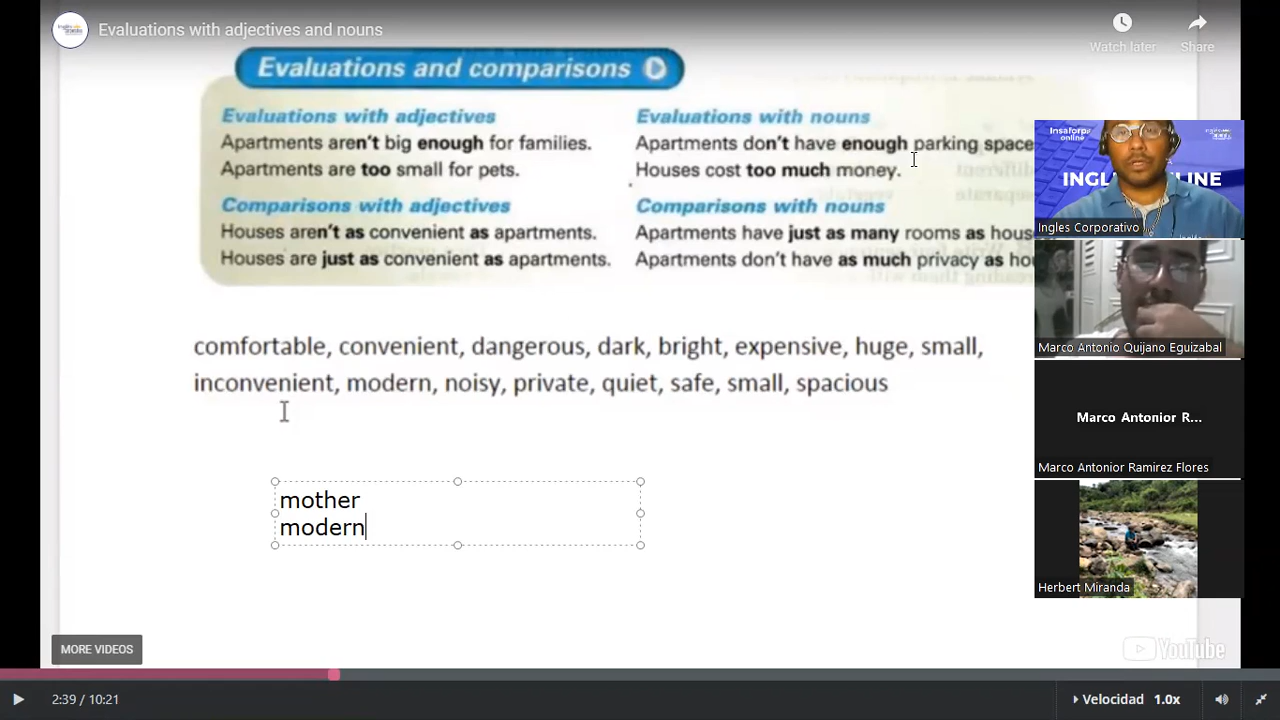 Evaluations with adjectives and nouns
Watch later
Share
Evaluations and comparisons
Evaluations with adjectives
Apartments aren't big enough for families.
Apartments are too small for pets.
Comparisons with adjectives
Houses aren't as convenient as apartments.
Houses are just as convenient as apartments.
Evaluations with nouns
Apartments don't have enough parking space
Houses cost too much money.
Comparisons with nouns
Apartments have just as many rooms as hous
Apartments don't have as much privacy as ho
comfortable, convenient, dangerous, dark, bright, expensive, huge, small,
inconvenient, modern, noisy, private, quiet, safe, small, spacious
mother
modern
Ingles Corporativo
Marco Antonio Quijano Eguizabal
Marco Antonior R...
Marco Antonior Ramirez Flores
Herbert Miranda
MORE VIDEOS
YouTube
2:39 / 10:21
Velocidad 1.0x